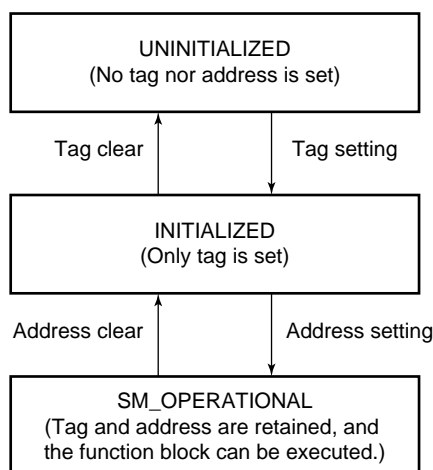 UNINITIALIZED
(No tag nor address is set)
Tag clear
Tag setting
INITIALIZED
(Only tag is set)
Address clear
Address setting
SM_OPERATIONAL
(Tag and address are retained, and
the function block can be executed.)